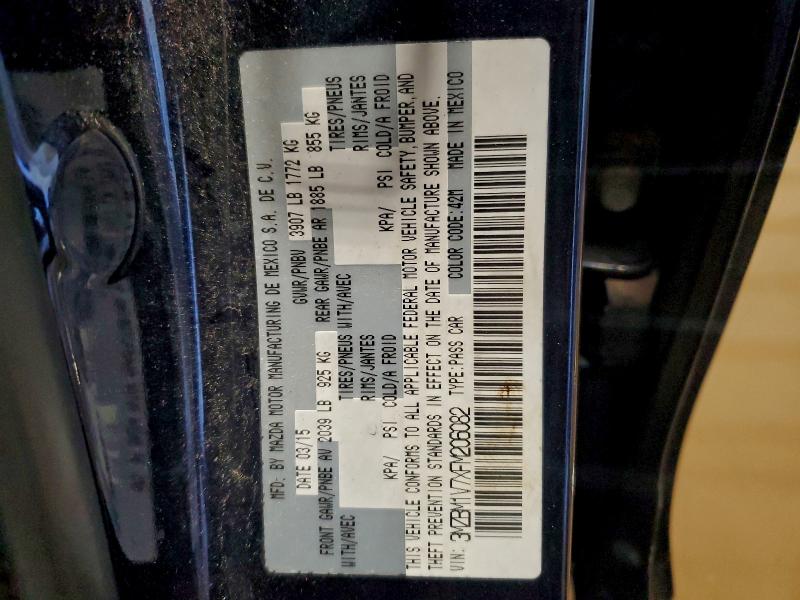 MFD. BY MAZDA MOTOR MANUFACTURING DE MEXICO S.A. DE C.V.
DATE 03/15 GVWR/PNBV 3907 LB 1772 KG
FRONT GAWR/PNBE AV 2039 LB 925 KG REAR GAWR/PNBE AR 1885 LB 855 KG
WITH/AVEC TIRES/PNEUS WITH/AVEC TIRES/PNEUS
RIMS/JANTES RIMS/JANTES
KPA/ PSI COLD/A FROID KPA/ PSI COLD/A FROID
THIS VEHICLE CONFORMS TO ALL APPLICABLE FEDERAL MOTOR VEHICLE SAFETY, BUMPER, AND
THEFT PREVENTION STANDARDS IN EFFECT ON THE DATE OF MANUFACTURE SHOWN ABOVE.
VIN: 3MZBM1V7XFM206082 TYPE:PASS CAR COLOR CODE:42M MADE IN MEXICO